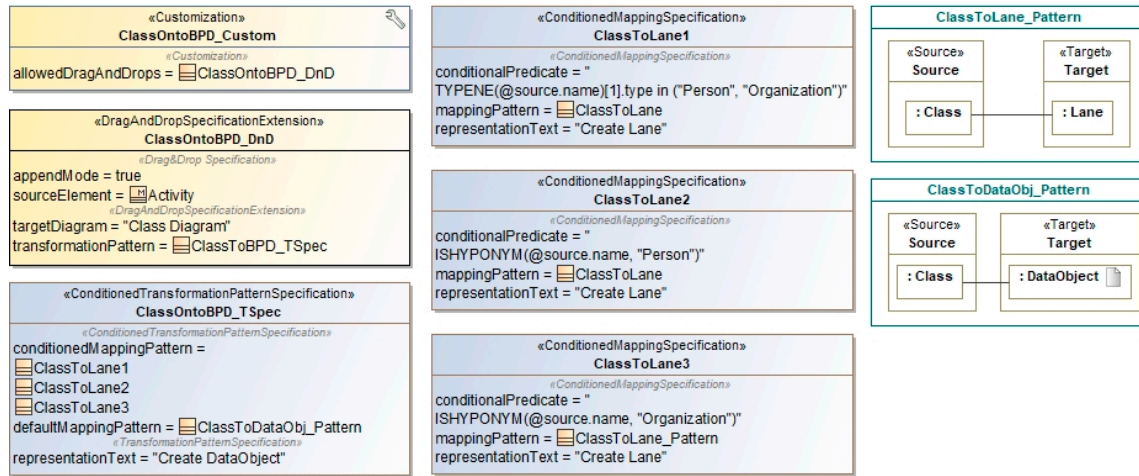 «Customization»
ClassOntoBPD_Custom
«Customization»
allowedDragAndDrops = ClassOntoBPD_DnD
«DragAndDropSpecificationExtension»
ClassOntoBPD_DnD
«Drag&Drop Specification»
appendMode = true
sourceElement = Activity
«DragAndDropSpecificationExtension»
targetDiagram = "Class Diagram"
transformationPattern = ClassToBPD_TSpec
«ConditionedTransformationPatternSpecification»
ClassOntoBPD_TSpec
«ConditionedTransformationPatternSpecification»
conditionedMappingPattern =
ClassToLane1
ClassToLane2
ClassToLane3
defaultMappingPattern = ClassToDataObj_Pattern
«TransformationPatternSpecification»
representationText = "Create DataObject"
«ConditionedMappingSpecification»
ClassToLane1
«ConditionedMappingSpecification»
conditionalPredicate = "
TYPENE(@source.name)[1].type in ("Person", "Organization")"
mappingPattern = ClassToLane
representationText = "Create Lane"
«ConditionedMappingSpecification»
ClassToLane2
«ConditionedMappingSpecification»
conditionalPredicate = "
ISHYPONYM(@source.name, "Person")"
mappingPattern = ClassToLane
representationText = "Create Lane"
«ConditionedMappingSpecification»
ClassToLane3
«ConditionedMappingSpecification»
conditionalPredicate = "
ISHYPONYM(@source.name, "Organization")"
mappingPattern = ClassToLane_Pattern
representationText = "Create Lane"
ClassToLane_Pattern
«Source»
Source
: Class
«Target»
Target
: Lane
ClassToDataObj_Pattern
«Source»
Source
: Class
«Target»
Target
: DataObject